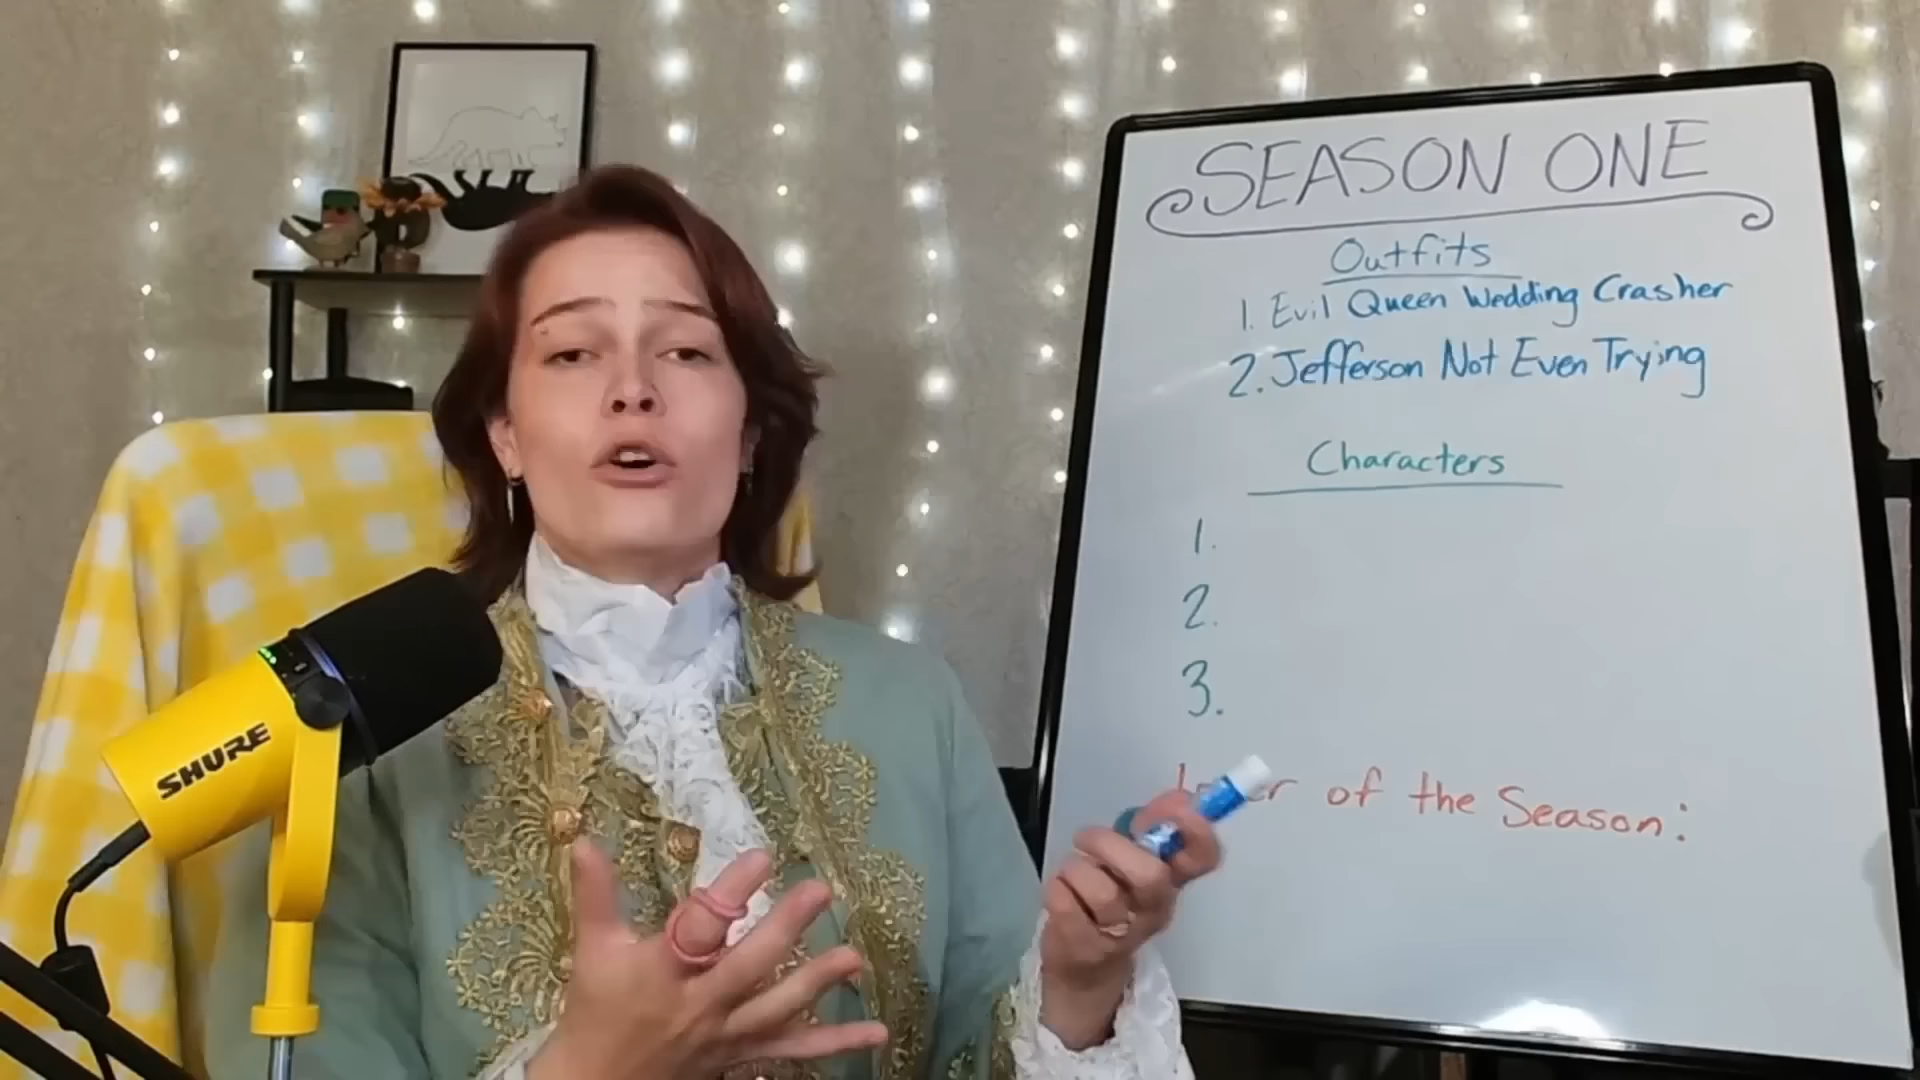 SEASON ONE
Outfits
1. Evil Queen Wedding Crasher
2. Jefferson Not Even Trying
Characters
1.
2.
3.
of the Season:
SHURE